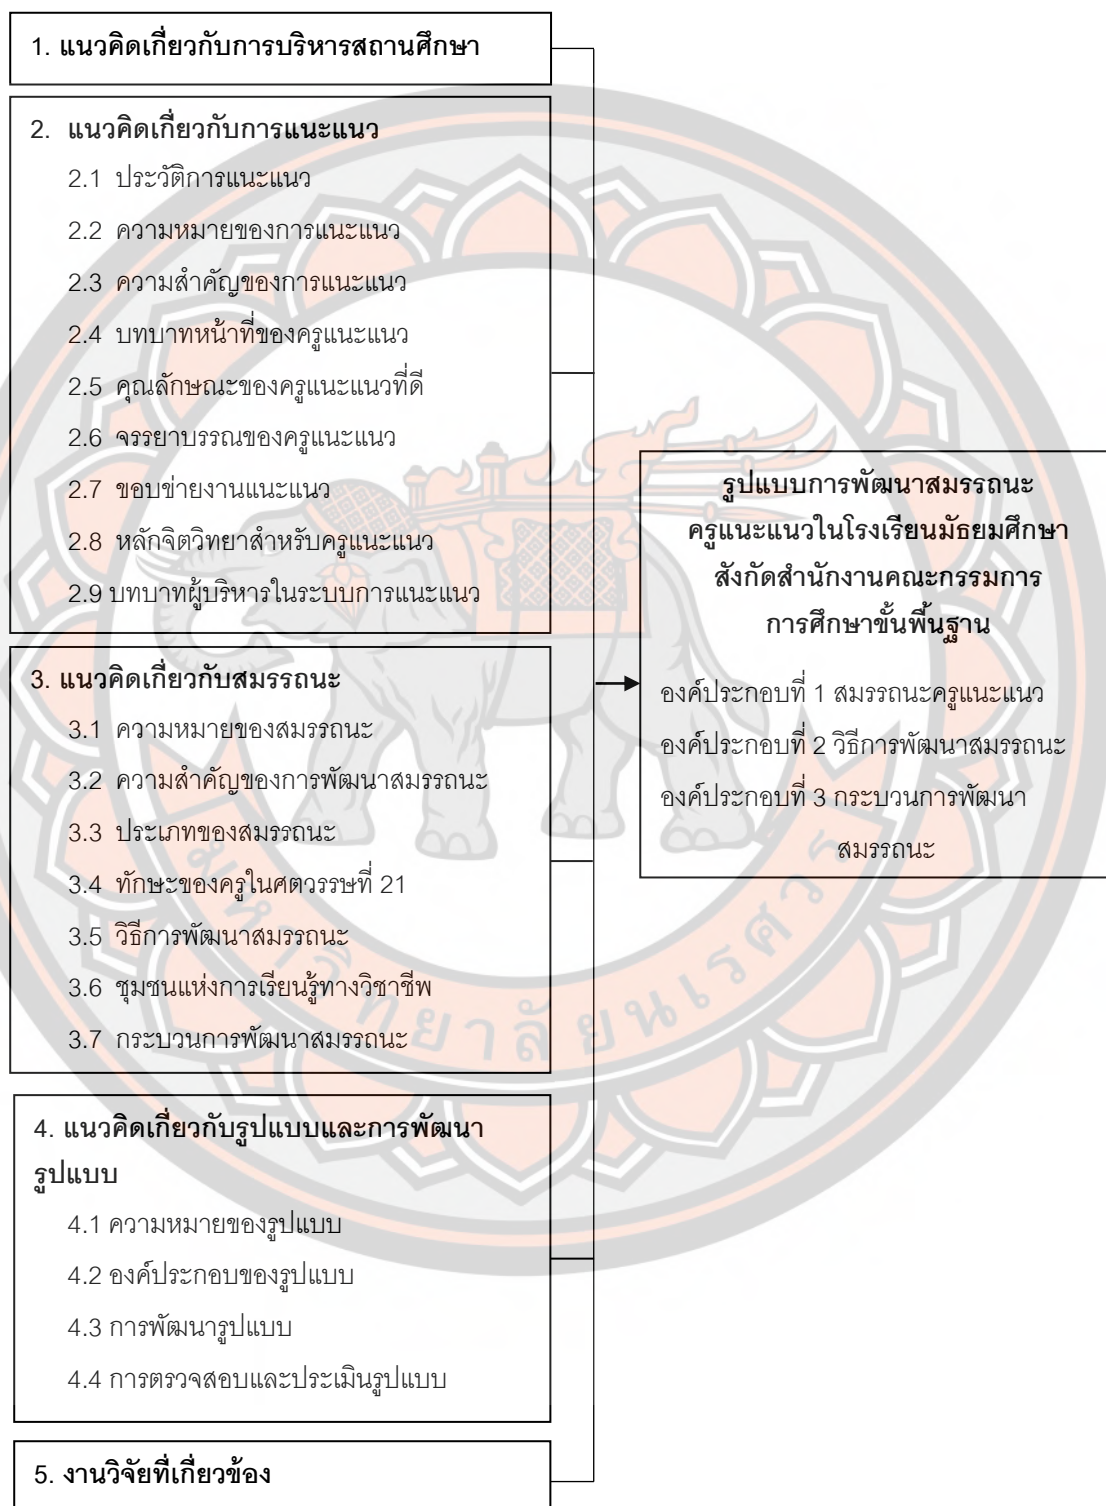 1. แนวคิดเกี่ยวกับการบริหารสถานศึกษา
2. แนวคิดเกี่ยวกับการแนะแนว
2.1 ประวัติการแนะแนว
2.2 ความหมายของการแนะแนว
2.3 ความสำคัญของการแนะแนว
2.4 บทบาทหน้าที่ของครูแนะแนว
2.5 คุณลักษณะของครูแนะแนวที่ดี
2.6 จรรยาบรรณของครูแนะแนว
2.7 ขอบข่ายงานแนะแนว
2.8 หลักจิตวิทยาสำหรับครูแนะแนว
2.9 บทบาทผู้บริหารในระบบการแนะแนว
3. แนวคิดเกี่ยวกับสมรรถนะ
3.1 ความหมายของสมรรถนะ
3.2 ความสำคัญของการพัฒนาสมรรถนะ
3.3 ประเภทของสมรรถนะ
3.4 ทักษะของครูในศตวรรษที่ 21
3.5 วิธีการพัฒนาสมรรถนะ
3.6 ชุมชนแห่งการเรียนรู้ทางวิชาชีพ
3.7 กระบวนการพัฒนาสมรรถนะ
4. แนวคิดเกี่ยวกับรูปแบบและการพัฒนา
รูปแบบ
4.1 ความหมายของรูปแบบ
4.2 องค์ประกอบของรูปแบบ
4.3 การพัฒนารูปแบบ
4.4 การตรวจสอบและประเมินรูปแบบ
5. งานวิจัยที่เกี่ยวข้อง
รูปแบบการพัฒนาสมรรถนะ
ครูแนะแนวในโรงเรียนมัธยมศึกษา
สังกัดสำนักงานคณะกรรมการ
การศึกษาขั้นพื้นฐาน
องค์ประกอบที่ 1 สมรรถนะครูแนะแนว
องค์ประกอบที่ 2 วิธีการพัฒนาสมรรถนะ
องค์ประกอบที่ 3 กระบวนการพัฒนา
สมรรถนะ
มหาวิทยาลัยนเรศวร